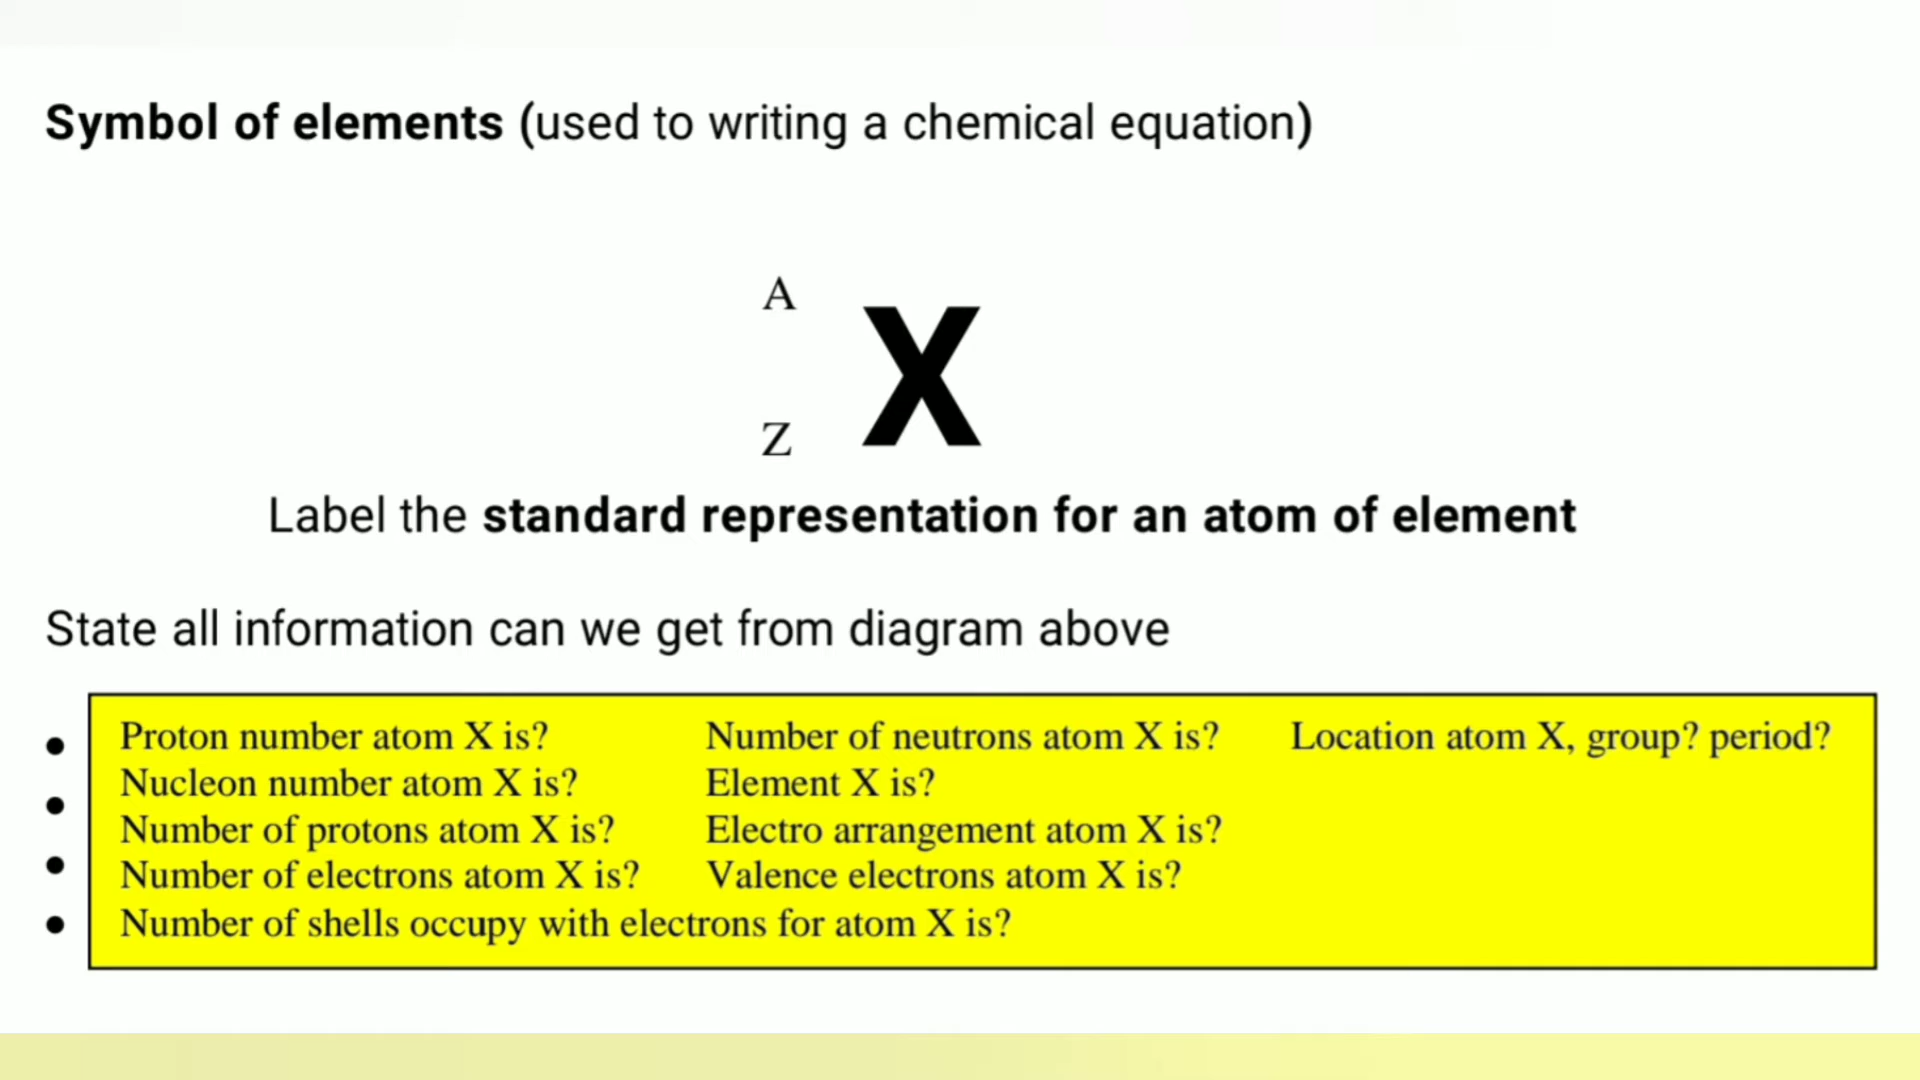 Symbol of elements (used to writing a chemical equation)
A
X
Z
Label the standard representation for an atom of element
State all information can we get from diagram above
Proton number atom X is? Number of neutrons atom X is? Location atom X, group? period?
Nucleon number atom X is? Element X is?
Number of protons atom X is? Electro arrangement atom X is?
Number of electrons atom X is? Valence electrons atom X is?
Number of shells occupy with electrons for atom X is?